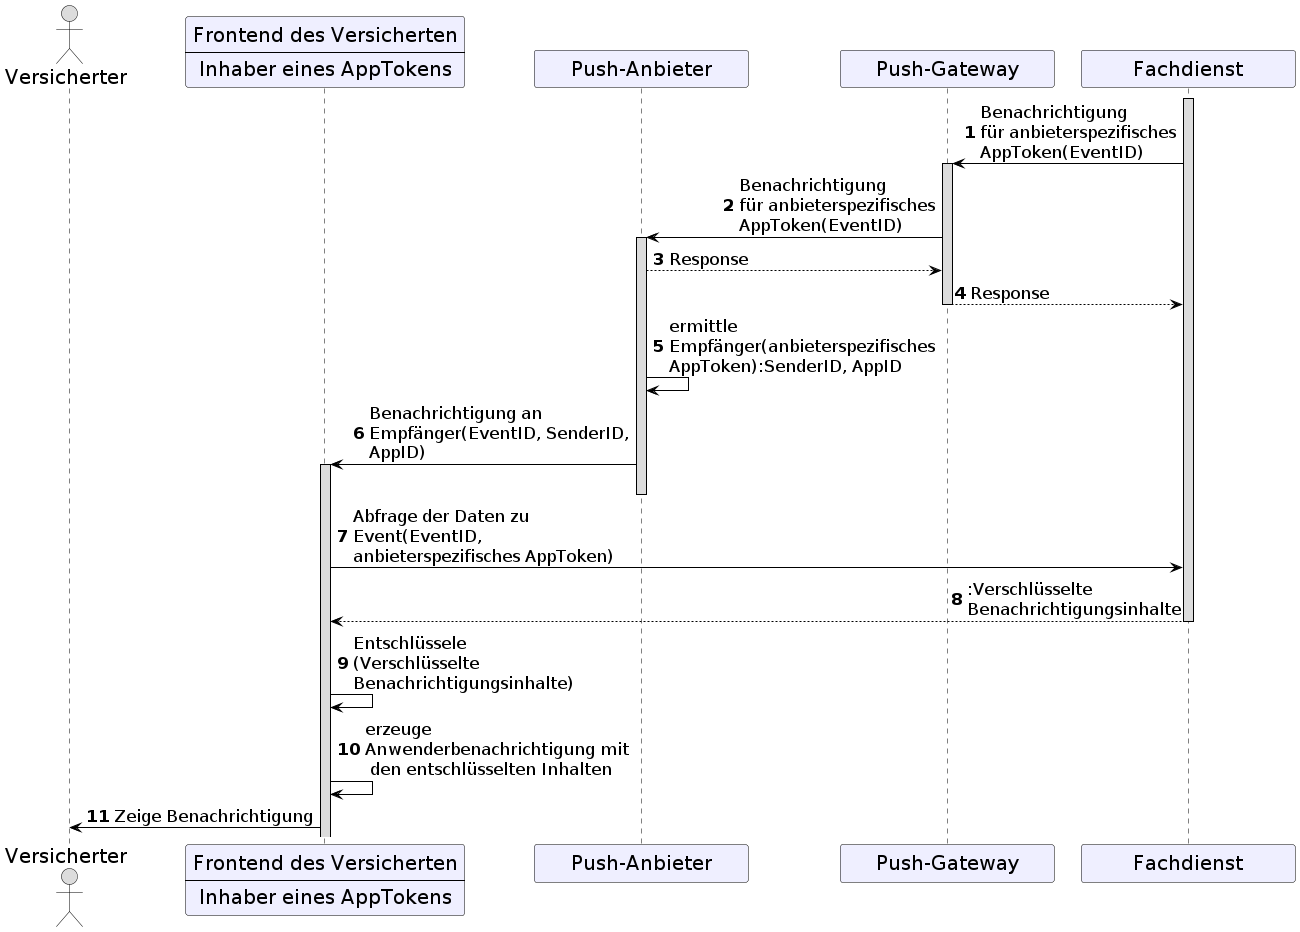 Versicherter
Frontend des Versicherten
Inhaber eines AppTokens
Push-Anbieter
Push-Gateway
Fachdienst
Benachrichtigung
1 für anbieterspezifisches
AppToken(EventID)
Benachrichtigung
2 für anbieterspezifisches
AppToken(EventID)
3 Response
4 Response
ermittle
5 Empfänger(anbieterspezifisches
AppToken):SenderID, AppID
Benachrichtigung an
6 Empfänger(EventID, SenderID,
AppID)
Abfrage der Daten zu
7 Event(EventID,
anbieterspezifisches AppToken)
8 :Verschlüsselte
Benachrichtigungsinhalte
Entschlüssele
9 (Verschlüsselte
Benachrichtigungsinhalte)
erzeuge
10 Anwenderbenachrichtigung mit
den entschlüsselten Inhalten
11 Zeige Benachrichtigung
Versicherter
Frontend des Versicherten
Inhaber eines AppTokens
Push-Anbieter
Push-Gateway
Fachdienst